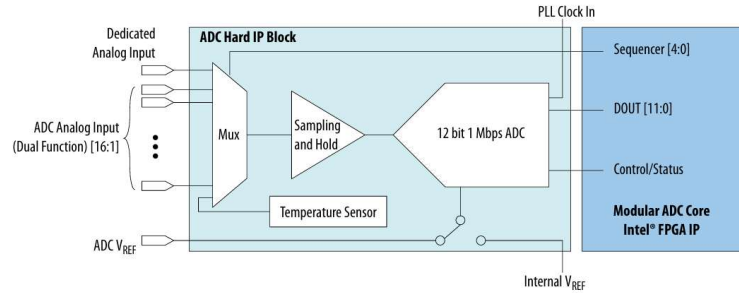 PLL Clock In
Dedicated
Analog Input
ADC Hard IP Block
Sequencer [4:0]
DOUT [11:0]
ADC Analog Input
(Dual Function) [16:1]
Mux
Sampling
and Hold
12 bit 1 Mbps ADC
Control/Status
Temperature Sensor
Modular ADC Core
Intel® FPGA IP
ADC VREF
Internal VREF